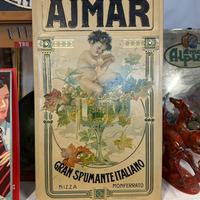 AJMAR
GRAN SPUMANTE ITALIANO
NIZZA MONFERRATO